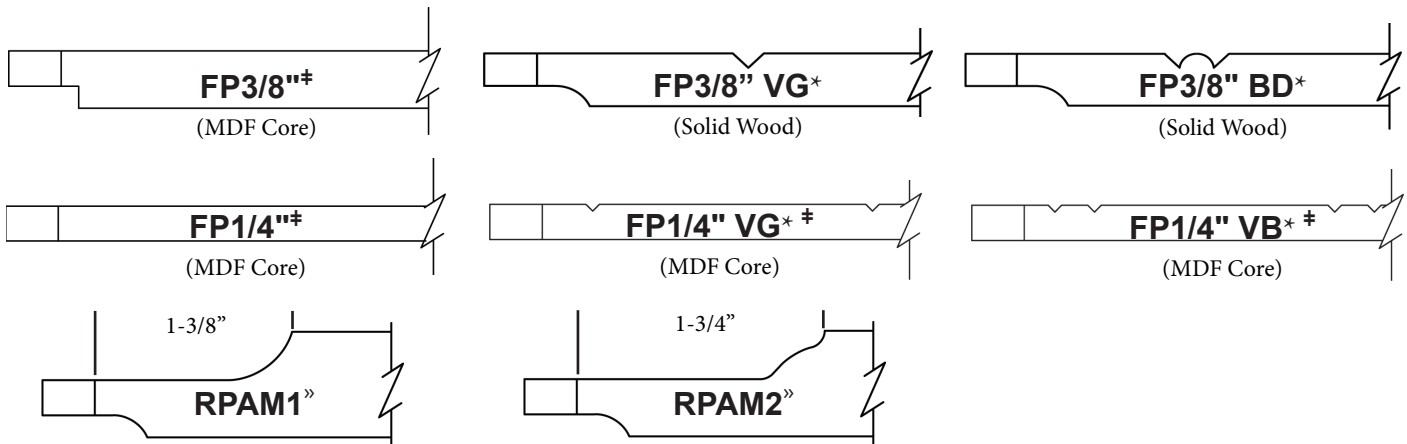 FP3/8"‡
FP3/8” VG*
FP3/8" BD*
(MDF Core)
(Solid Wood)
(Solid Wood)
FP1/4"‡
FP1/4" VG* ‡
FP1/4" VB* ‡
(MDF Core)
(MDF Core)
(MDF Core)
1-3/8”
1-3/4”
RPAM1»
RPAM2»